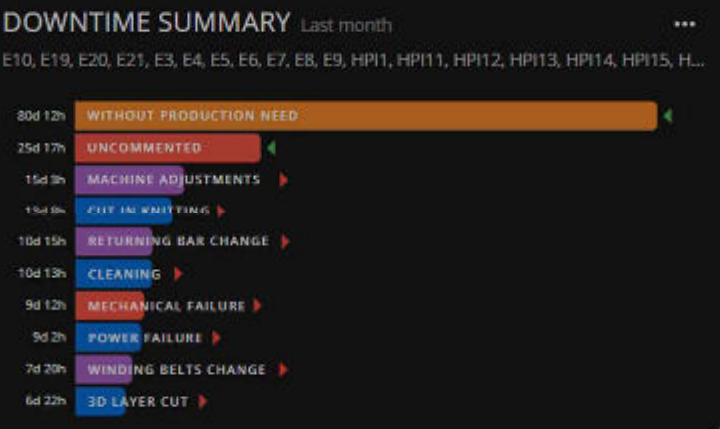 DOWNTIME SUMMARY Last month •••
E10, E19, E20, E21, E3, E4, E5, E6, E7, E8, E9, HPI1, HPI11, HPI12, HPI13, HPI14, HPI15, H...
80d 12h WITHOUT PRODUCTION NEED
25d 17h UNCOMMENTED
15d 3h MACHINE ADJUSTMENTS
CUT IN KNITTING
10d 15h RETURNING BAR CHANGE
10d 13h CLEANING
9d 12h MECHANICAL FAILURE
9d 2h POWER FAILURE
7d 20h WINDING BELTS CHANGE
6d 22h 3D LAYER CUT